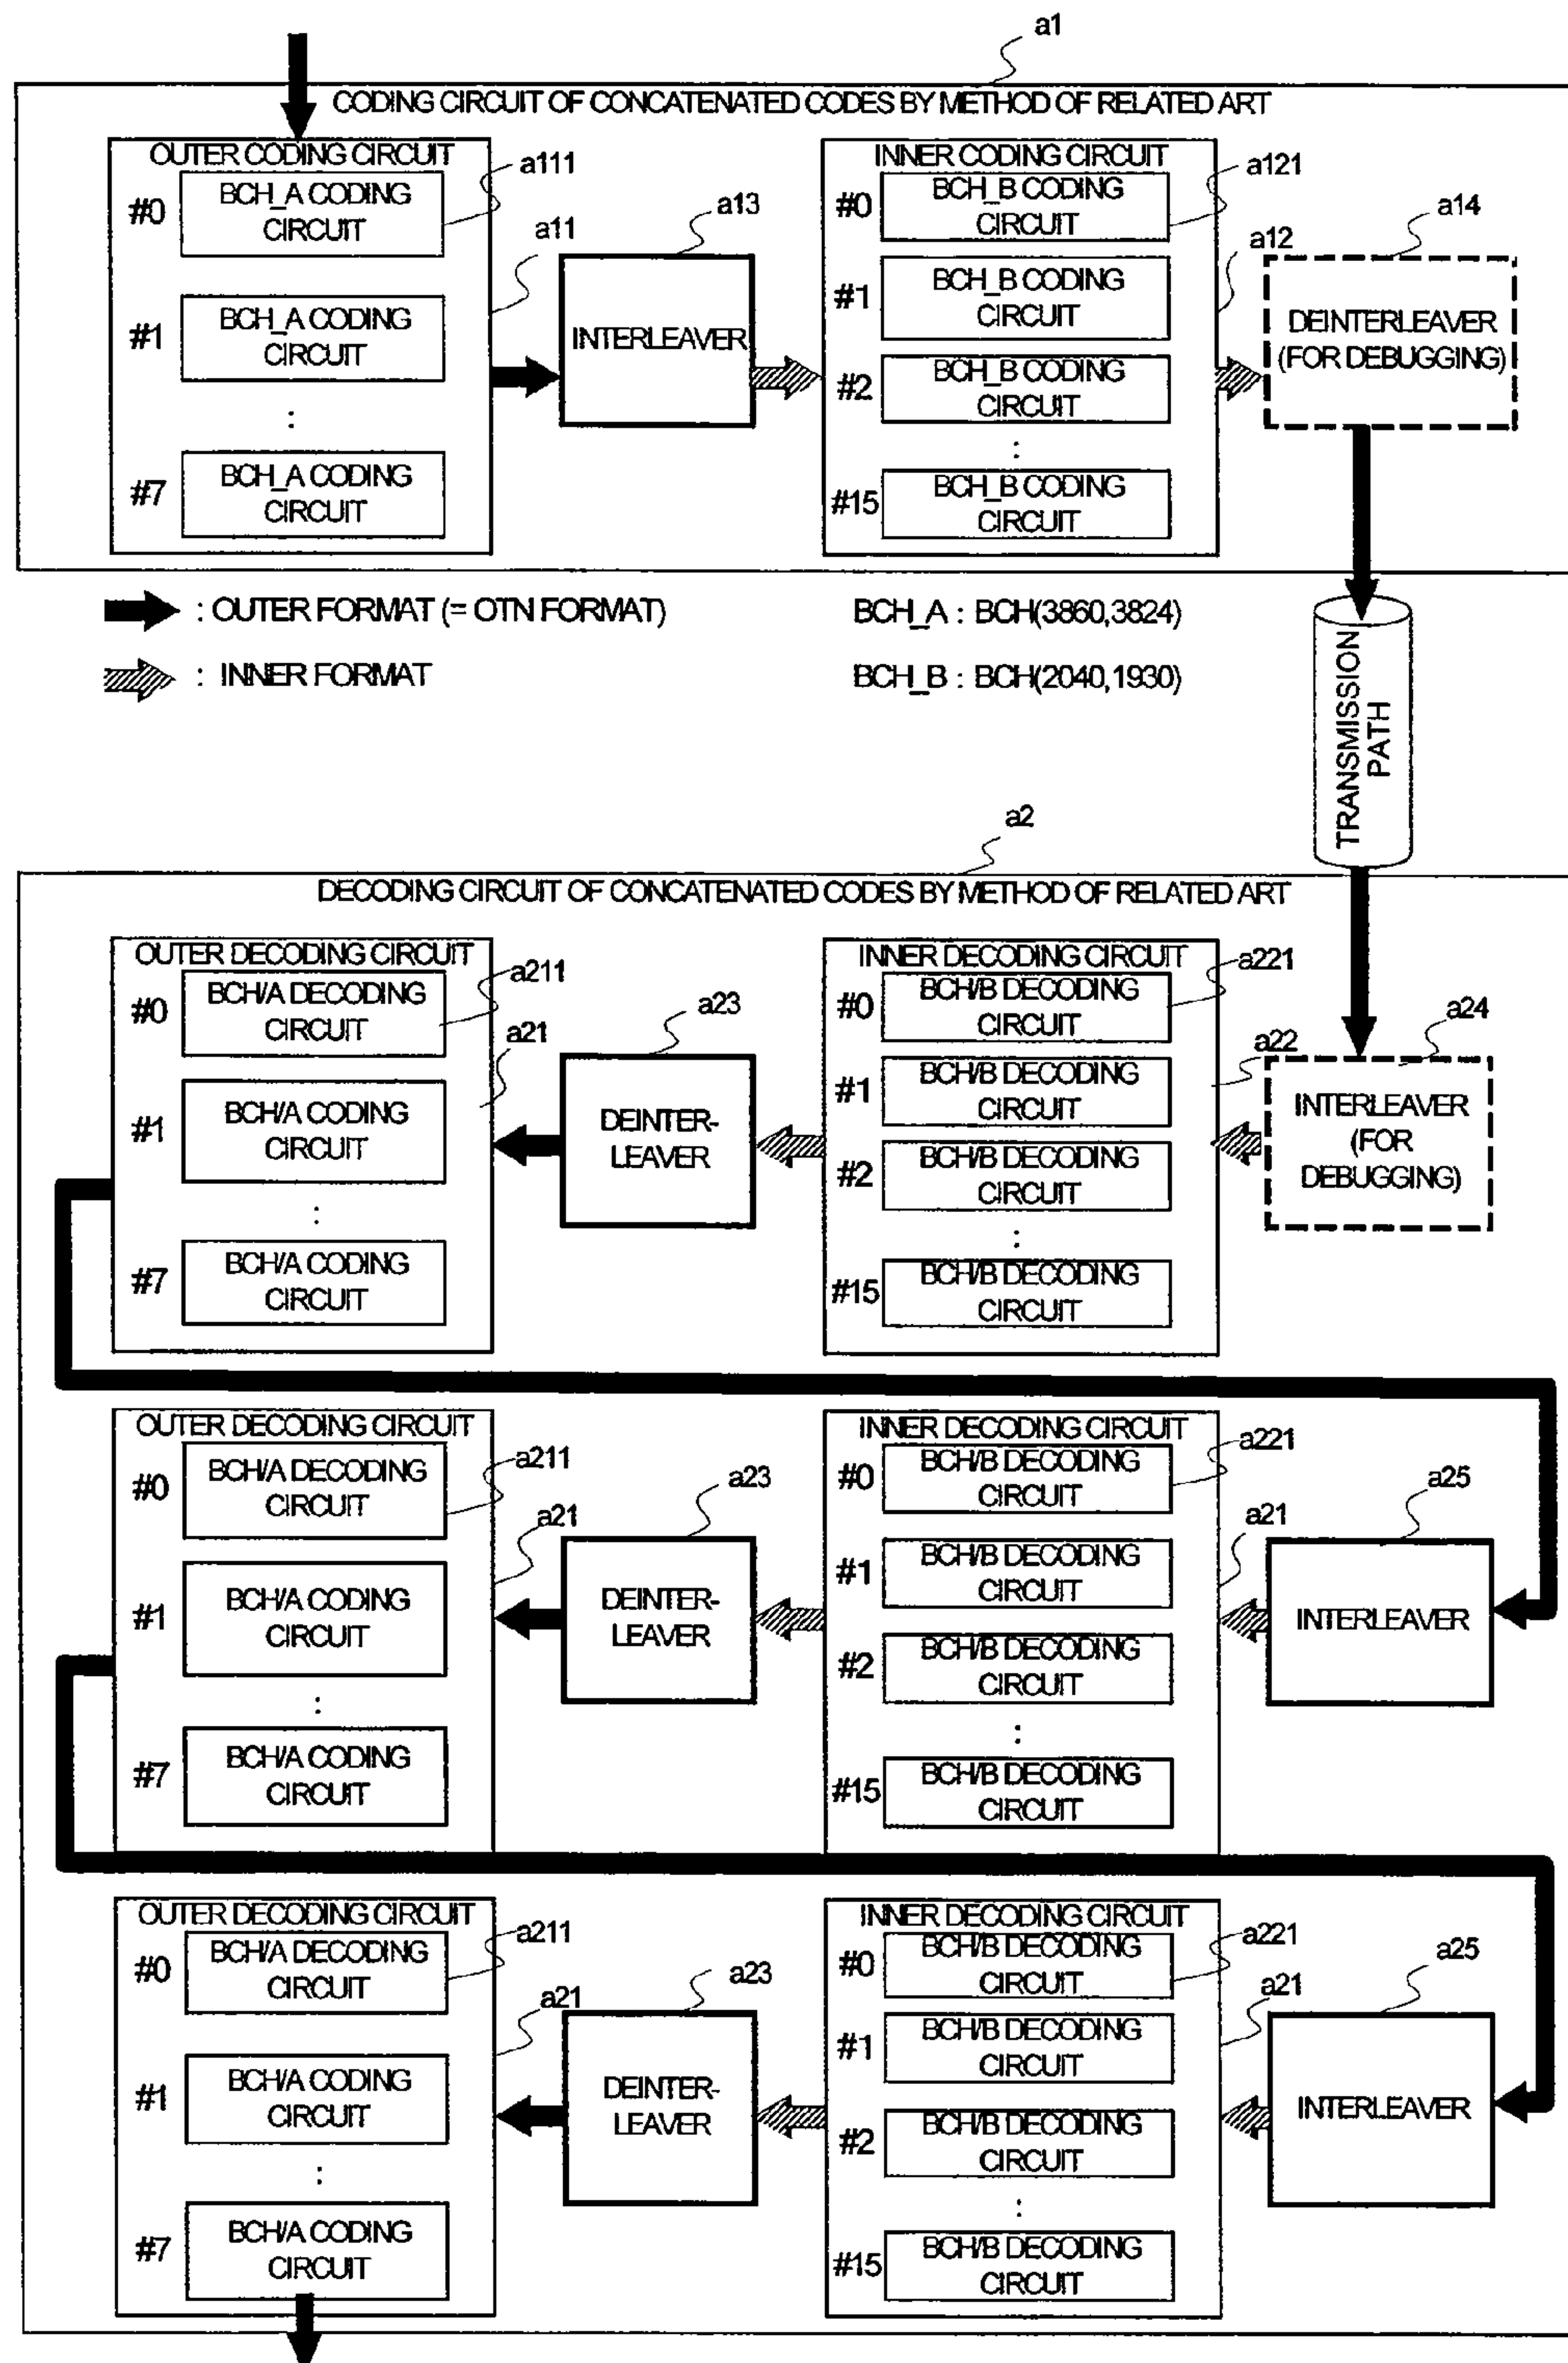 a1
CODING CIRCUIT OF CONCATENATED CODES BY METHOD OF RELATED ART
OUTER CODING CIRCUIT
a111
#0
BCH_A CODING
CIRCUIT
a11
#1
BCH_A CODING
CIRCUIT
:
#7
BCH_A CODING
CIRCUIT
a13
INTERLEAVER
INNER CODING CIRCUIT
a121
#0
BCH_B CODING
CIRCUIT
a12
#1
BCH_B CODING
CIRCUIT
#2
BCH_B CODING
CIRCUIT
:
#15
BCH_B CODING
CIRCUIT
a14
DEINTERLEAVER
(FOR DEBUGGING)
: OUTER FORMAT (= OTN FORMAT)
: INNER FORMAT
BCH_A : BCH(3860,3824)
BCH_B : BCH(2040,1930)
TRANSMISSION
PATH
a2
DECODING CIRCUIT OF CONCATENATED CODES BY METHOD OF RELATED ART
OUTER DECODING CIRCUIT
a211
#0
BCH/A DECODING
CIRCUIT
a21
#1
BCH/A CODING
CIRCUIT
:
#7
BCH/A CODING
CIRCUIT
a23
DEINTER-
LEAVER
INNER DECODING CIRCUIT
a221
#0
BCH/B DECODING
CIRCUIT
a22
#1
BCH/B DECODING
CIRCUIT
#2
BCH/B DECODING
CIRCUIT
:
#15
BCH/B DECODING
CIRCUIT
a24
INTERLEAVER
(FOR
DEBUGGING)
OUTER DECODING CIRCUIT
a211
#0
BCH/A DECODING
CIRCUIT
a21
#1
BCH/A CODING
CIRCUIT
:
#7
BCH/A CODING
CIRCUIT
a23
DEINTER-
LEAVER
INNER DECODING CIRCUIT
a221
#0
BCH/B DECODING
CIRCUIT
a21
#1
BCH/B DECODING
CIRCUIT
#2
BCH/B DECODING
CIRCUIT
:
#15
BCH/B DECODING
CIRCUIT
a25
INTERLEAVER
OUTER DECODING CIRCUIT
a211
#0
BCH/A DECODING
CIRCUIT
a21
#1
BCH/A CODING
CIRCUIT
:
#7
BCH/A CODING
CIRCUIT
a23
DEINTER-
LEAVER
INNER DECODING CIRCUIT
a221
#0
BCH/B DECODING
CIRCUIT
a21
#1
BCH/B DECODING
CIRCUIT
#2
BCH/B DECODING
CIRCUIT
:
#15
BCH/B DECODING
CIRCUIT
a25
INTERLEAVER